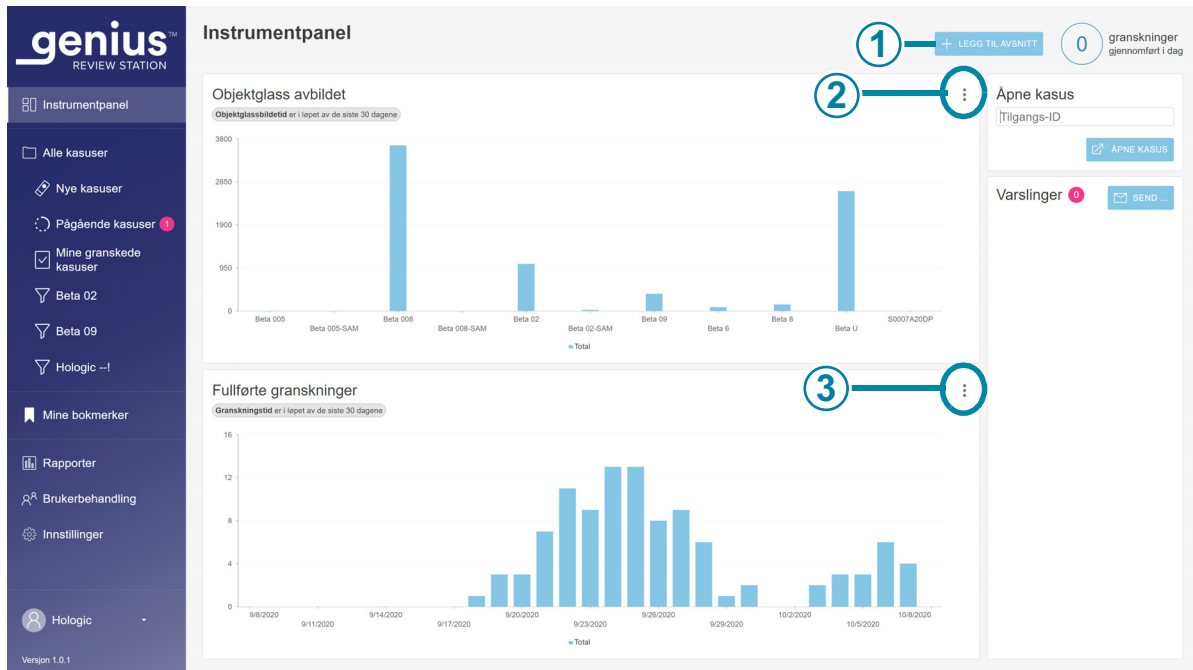 genius™
REVIEW STATION
Instrumentpanel
Alle kasuser
Nye kasuser
Pågående kasuser 1
Mine granskede
kasuser
Beta 02
Beta 09
Hologic --!
Mine bokmerker
Rapporter
Brukerbehandling
Innstillinger
Hologic
Versjon 1.0.1
Instrumentpanel
1
+ LEGG TIL AVSNITT
0
granskninger
gjennomført i dag
Objektglass avbildet
2
Objektglassbildetid er i løpet av de siste 30 dagene
3800
2850
1900
950
0
Beta 005
Beta 005-SAM
Beta 008
Beta 008-SAM
Beta 02
Beta 02-SAM
Beta 09
Beta 6
Beta 8
Beta U
S0007A20DP
Total
Fullførte granskninger
3
Granskningstid er i løpet av de siste 30 dagene
16
12
8
4
0
9/8/2020
9/11/2020
9/14/2020
9/17/2020
9/20/2020
9/23/2020
9/26/2020
9/29/2020
10/2/2020
10/5/2020
10/8/2020
Total
Åpne kasus
Tilgangs-ID
ÅPNE KASUS
Varslinger 0
SEND ...